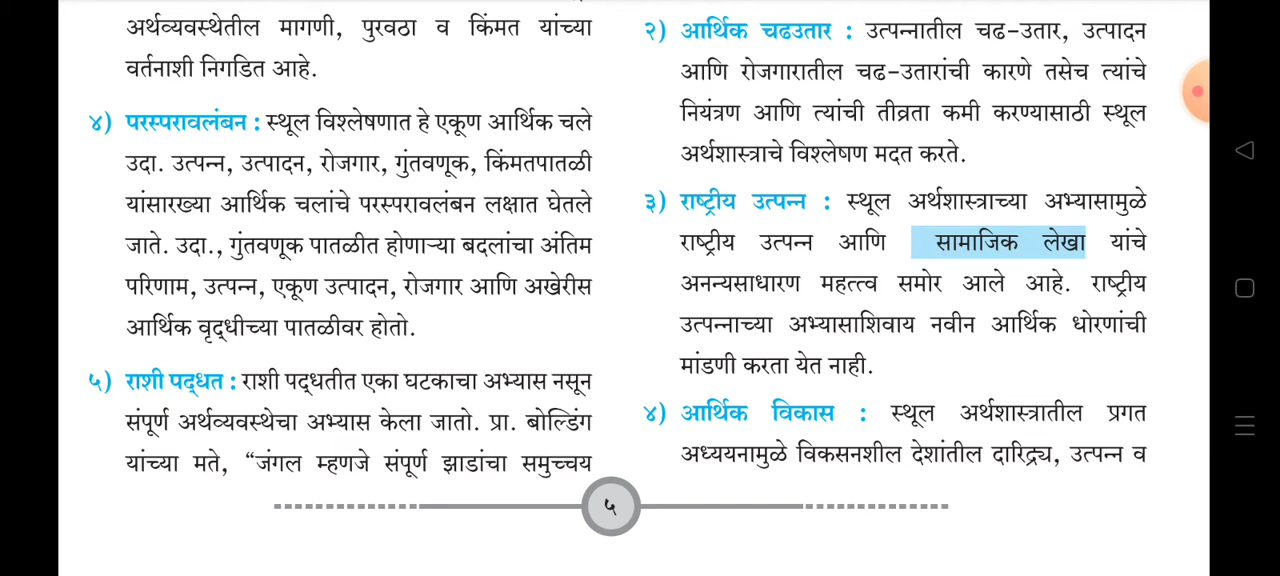 अर्थव्यवस्थेतील मागणी, पुरवठा व किंमत यांच्या
वर्तनाशी निगडित आहे.
४) परस्परावलंबन : स्थूल विश्लेषणात हे एकूण आर्थिक चले
उदा. उत्पन्न, उत्पादन, रोजगार, गुंतवणूक, किंमतपातळी
यांसारख्या आर्थिक चलांचे परस्परावलंबन लक्षात घेतले
जाते. उदा., गुंतवणूक पातळीत होणाऱ्या बदलांचा अंतिम
परिणाम, उत्पन्न, एकूण उत्पादन, रोजगार आणि अखेरीस
आर्थिक वृद्धीच्या पातळीवर होतो.
५) राशी पद्धत : राशी पद्धतीत एका घटकाचा अभ्यास नसून
संपूर्ण अर्थव्यवस्थेचा अभ्यास केला जातो. प्रा. बोल्डिंग
यांच्या मते, “जंगल म्हणजे संपूर्ण झाडांचा समुच्चय
२) आर्थिक चढउतार : उत्पन्नातील चढ-उतार, उत्पादन
आणि रोजगारातील चढ-उतारांची कारणे तसेच त्यांचे
नियंत्रण आणि त्यांची तीव्रता कमी करण्यासाठी स्थूल
अर्थशास्त्राचे विश्लेषण मदत करते.
३) राष्ट्रीय उत्पन्न : स्थूल अर्थशास्त्राच्या अभ्यासामुळे
राष्ट्रीय उत्पन्न आणि सामाजिक लेखा यांचे
अनन्यसाधारण महत्त्व समोर आले आहे. राष्ट्रीय
उत्पन्नाच्या अभ्यासाशिवाय नवीन आर्थिक धोरणांची
मांडणी करता येत नाही.
४) आर्थिक विकास : स्थूल अर्थशास्त्रातील प्रगत
अध्ययनामुळे विकसनशील देशांतील दारिद्र्य, उत्पन्न व
५